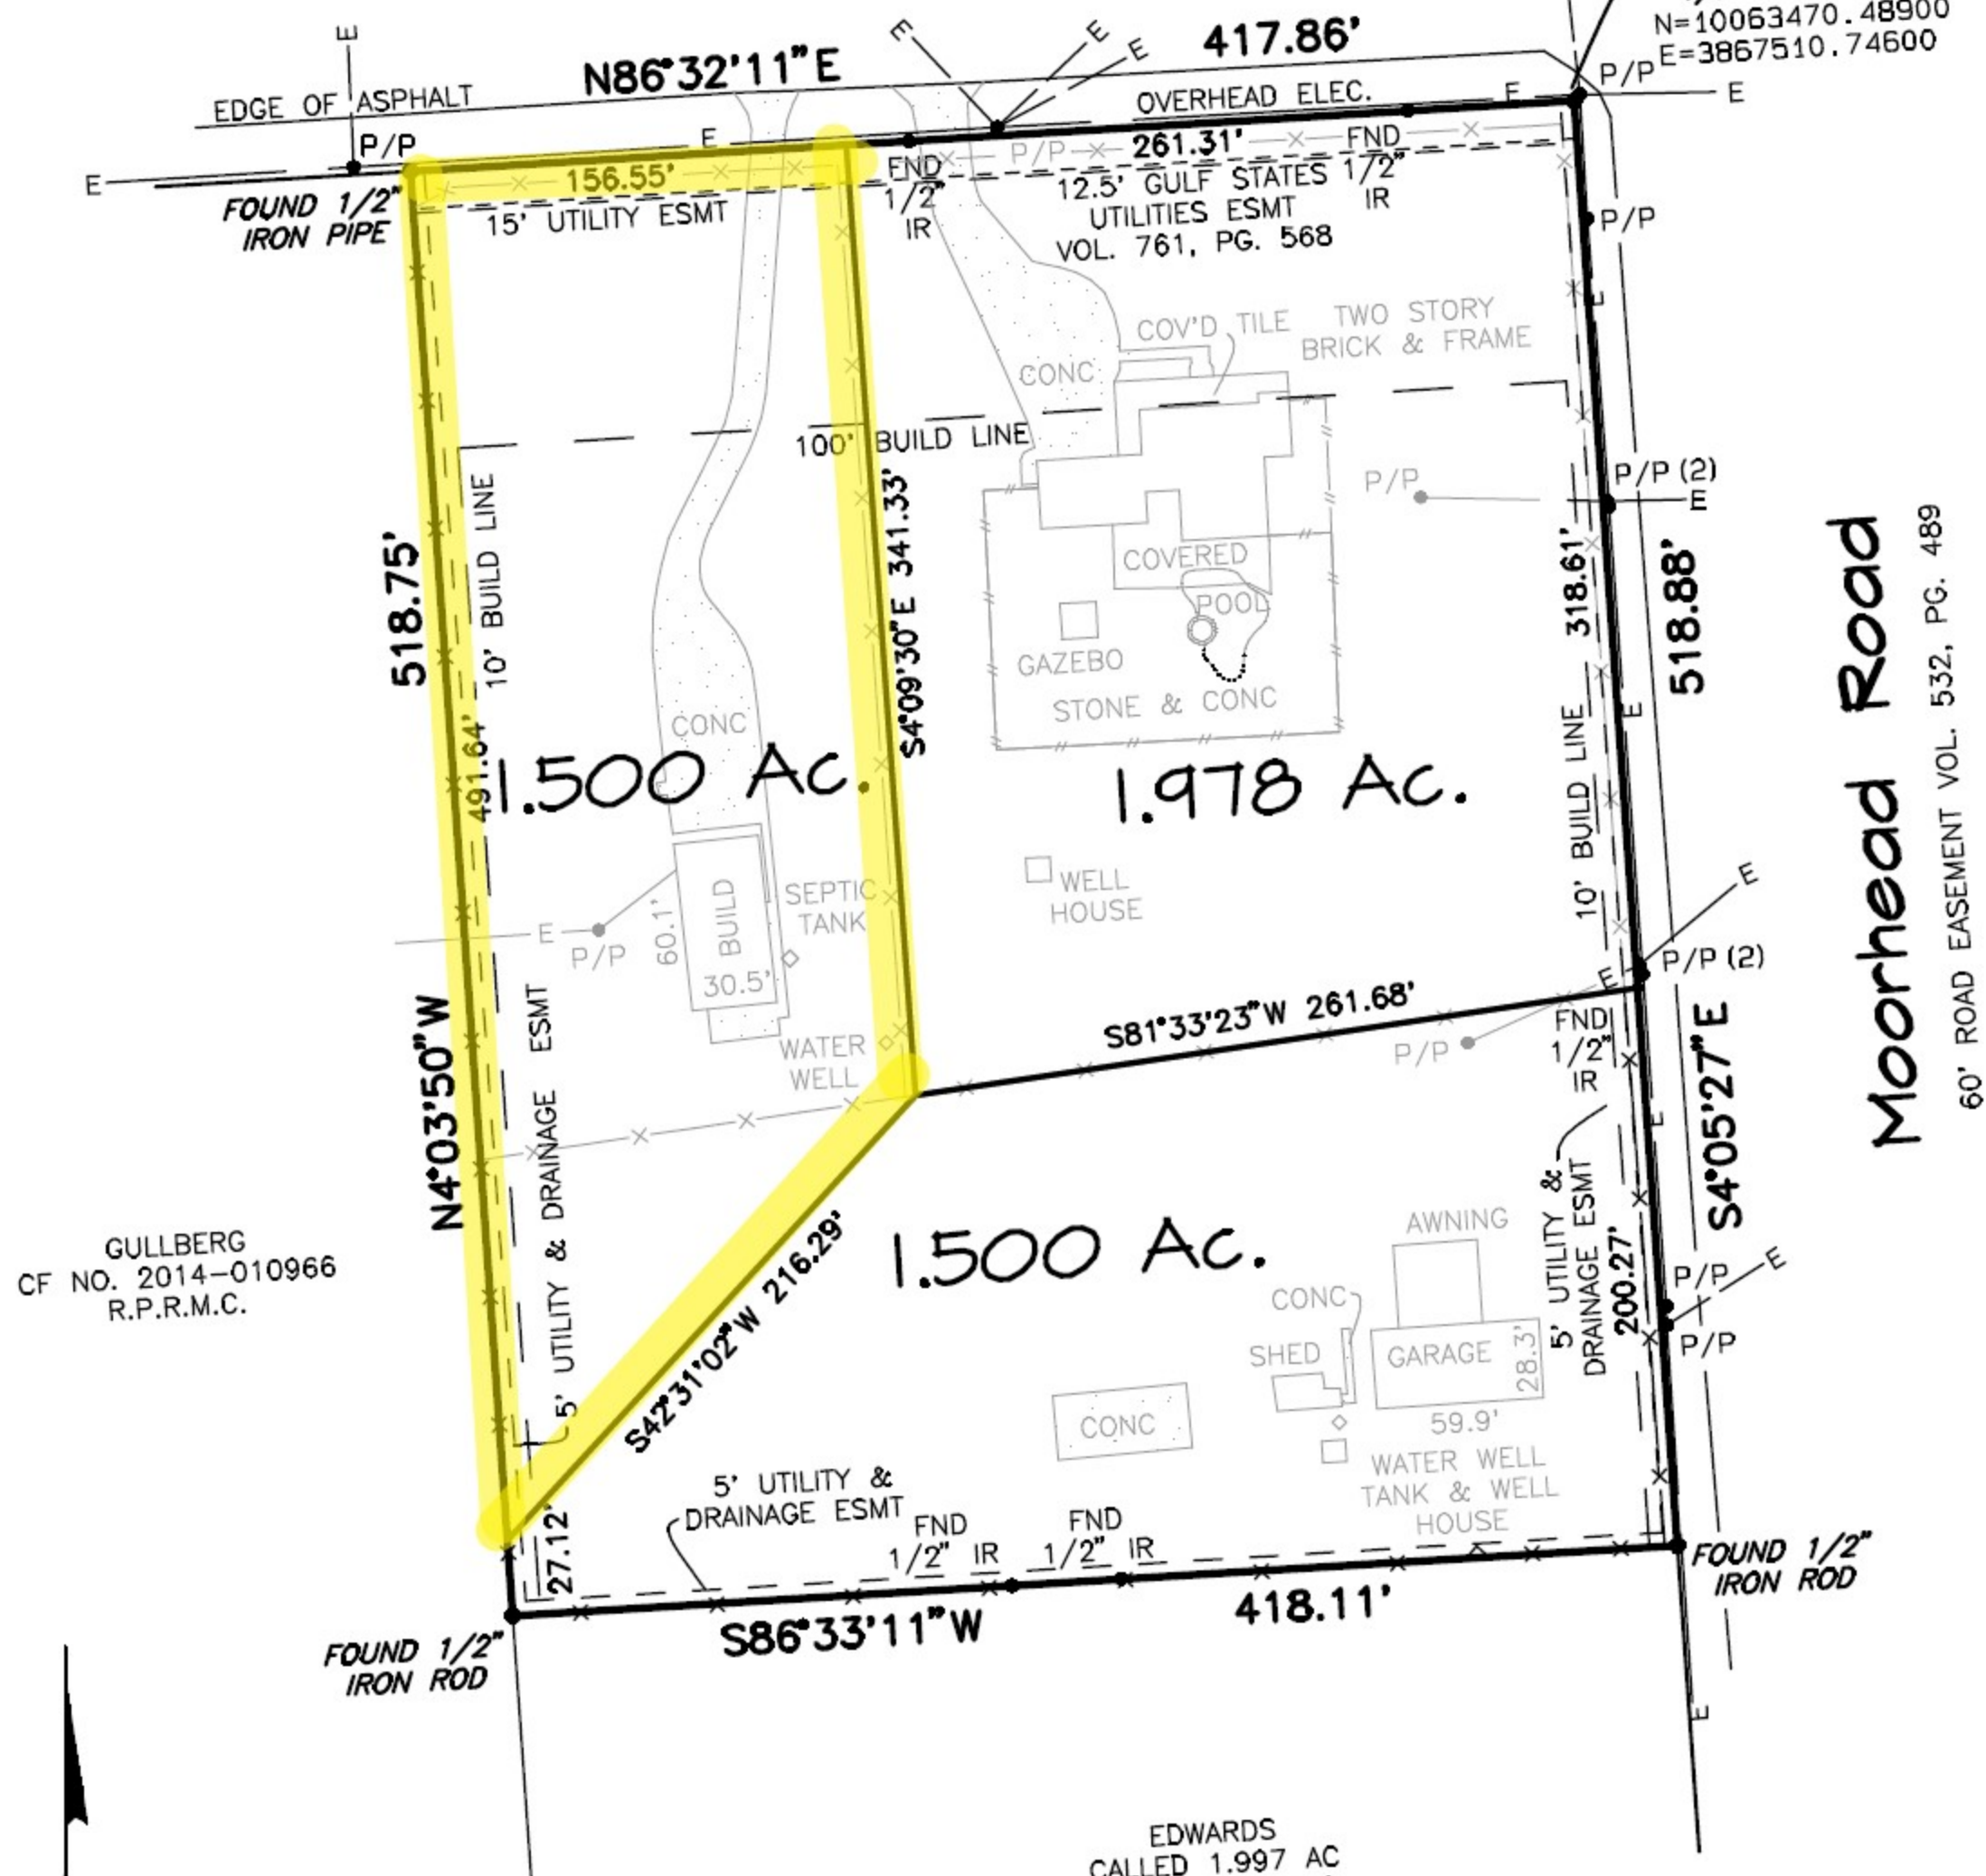 N=10063470.48900
E=3867510.74600
E
E
E
E
417.86'
N86°32'11"E
EDGE OF ASPHALT
P/P
OVERHEAD ELEC.
E
P/P
E
E
E
156.55'
FND
1/2"
IR
P/P
261.31'
FND
1/2"
IR
FOUND 1/2"
IRON PIPE
15' UTILITY ESMT
12.5' GULF STATES
UTILITIES ESMT
VOL. 761, PG. 568
P/P
E
COV'D TILE
TWO STORY
BRICK & FRAME
CONC
100' BUILD LINE
10' BUILD LINE
518.75'
491.64'
S4°09'30"E 341.33'
P/P
P/P (2)
E
COVERED
POOL
GAZEBO
STONE & CONC
318.61'
10' BUILD LINE
518.88'
E
Moorhead Road
60' ROAD EASEMENT VOL. 532, PG. 489
CONC
1.500 Ac.
1.978 Ac.
BUILD
60.1'
30.5'
SEPTIC
TANK
WELL
HOUSE
E
P/P
E
P/P (2)
E
S81°33'23"W 261.68'
P/P
FND
1/2"
IR
WATER
WELL
N4°03'50"W
5' UTILITY & DRAINAGE ESMT
S4°05'27"E
E
5' UTILITY &
DRAINAGE ESMT
200.27'
GULLBERG
CF NO. 2014-010966
R.P.R.M.C.
1.500 Ac.
S42°31'02"W 216.29'
AWNING
CONC
SHED
GARAGE
28.3'
59.9'
P/P
E
P/P
CONC
WATER WELL
TANK & WELL
HOUSE
5' UTILITY &
DRAINAGE ESMT
27.12'
FND
1/2" IR
FND
1/2" IR
FOUND 1/2"
IRON ROD
418.11'
S86°33'11"W
FOUND 1/2"
IRON ROD
E
EDWARDS
CALLED 1.997 AC